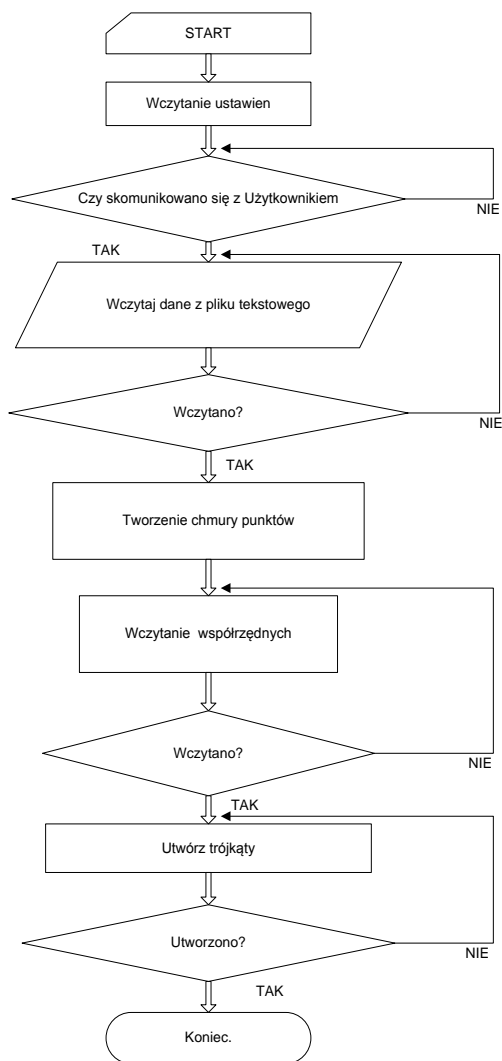 START
Wczytanie ustawien
Czy skomunikowano się z Użytkownikiem
NIE
TAK
Wczytaj dane z pliku tekstowego
Wczytano?
NIE
TAK
Tworzenie chmury punktów
Wczytanie współrzędnych
Wczytano?
NIE
TAK
Utwórz trójkąty
Utworzono?
NIE
TAK
Koniec.